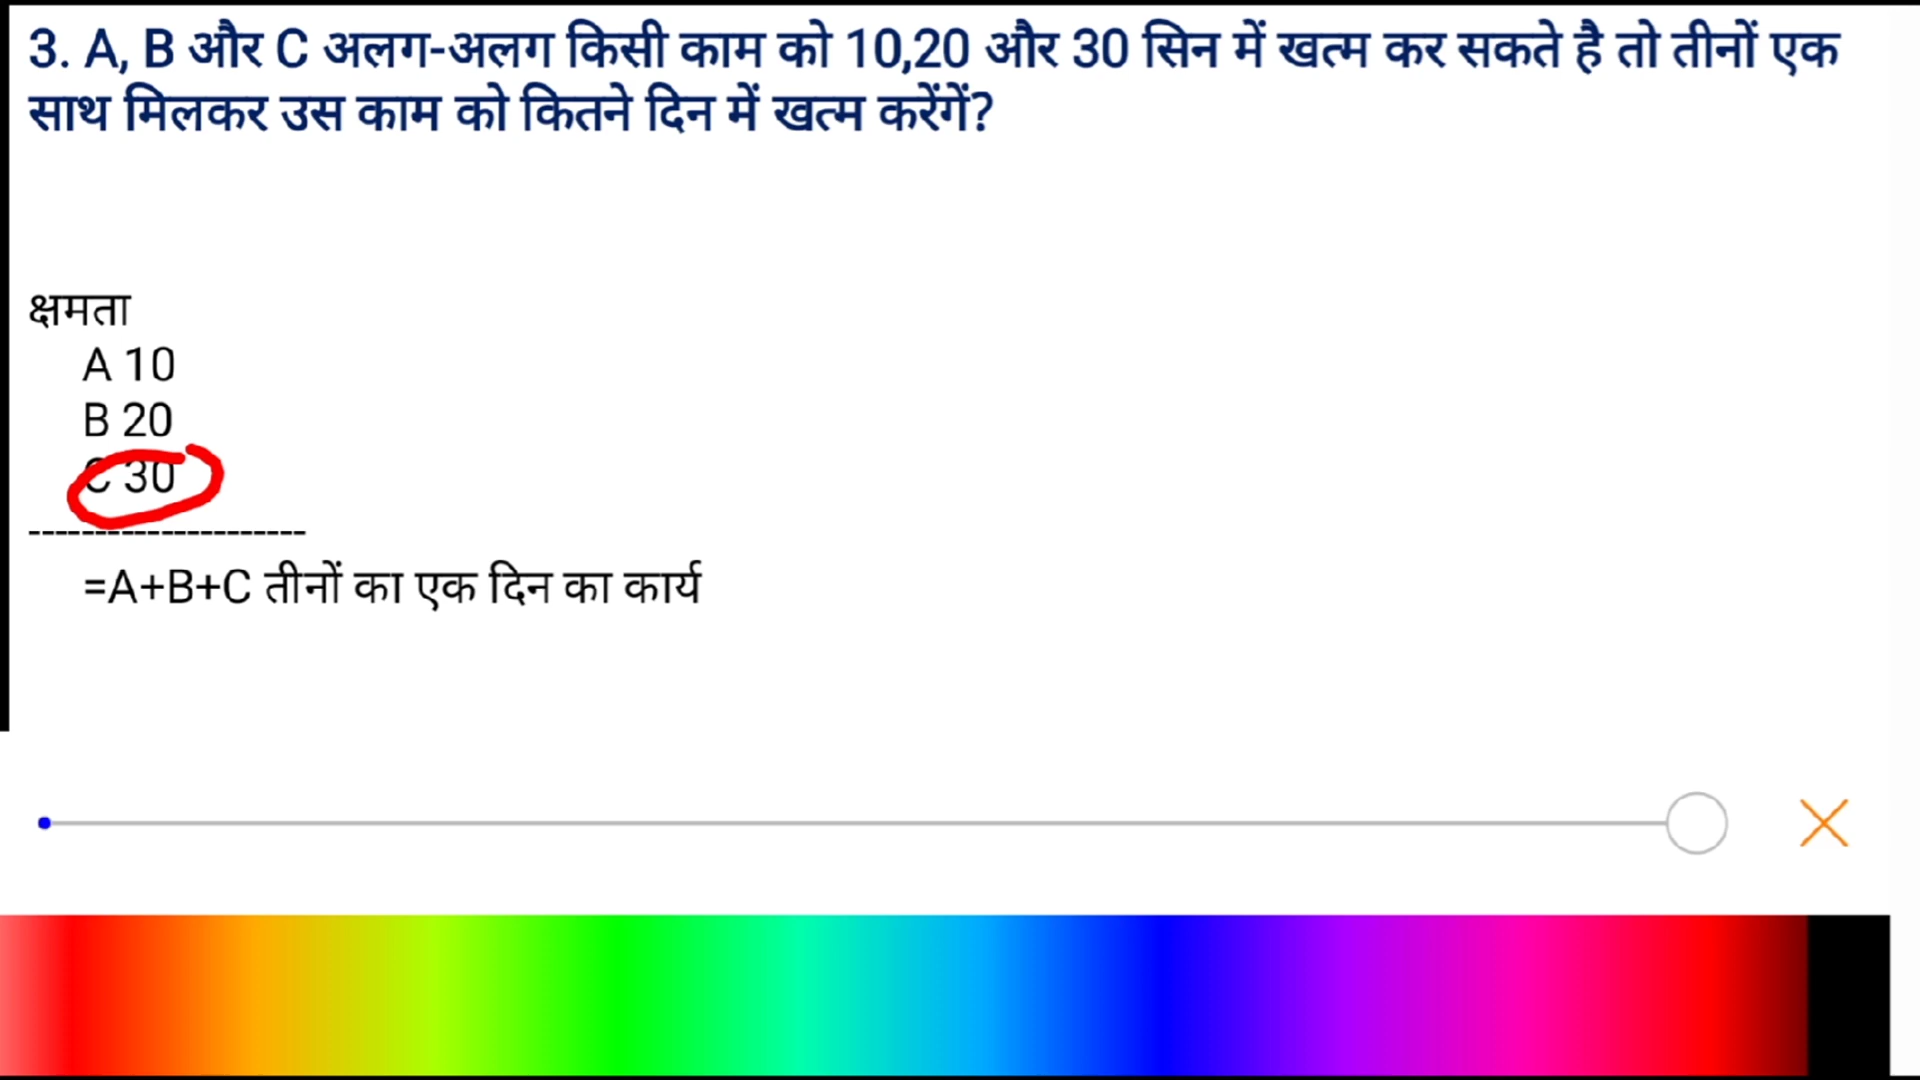 3. A, B और C अलग-अलग किसी काम को 10,20 और 30 सिन में खत्म कर सकते है तो तीनों एक
साथ मिलकर उस काम को कितने दिन में खत्म करेंगें?
क्षमता
A 10
B 20
C 30
---------------------
=A+B+C तीनों का एक दिन का कार्य